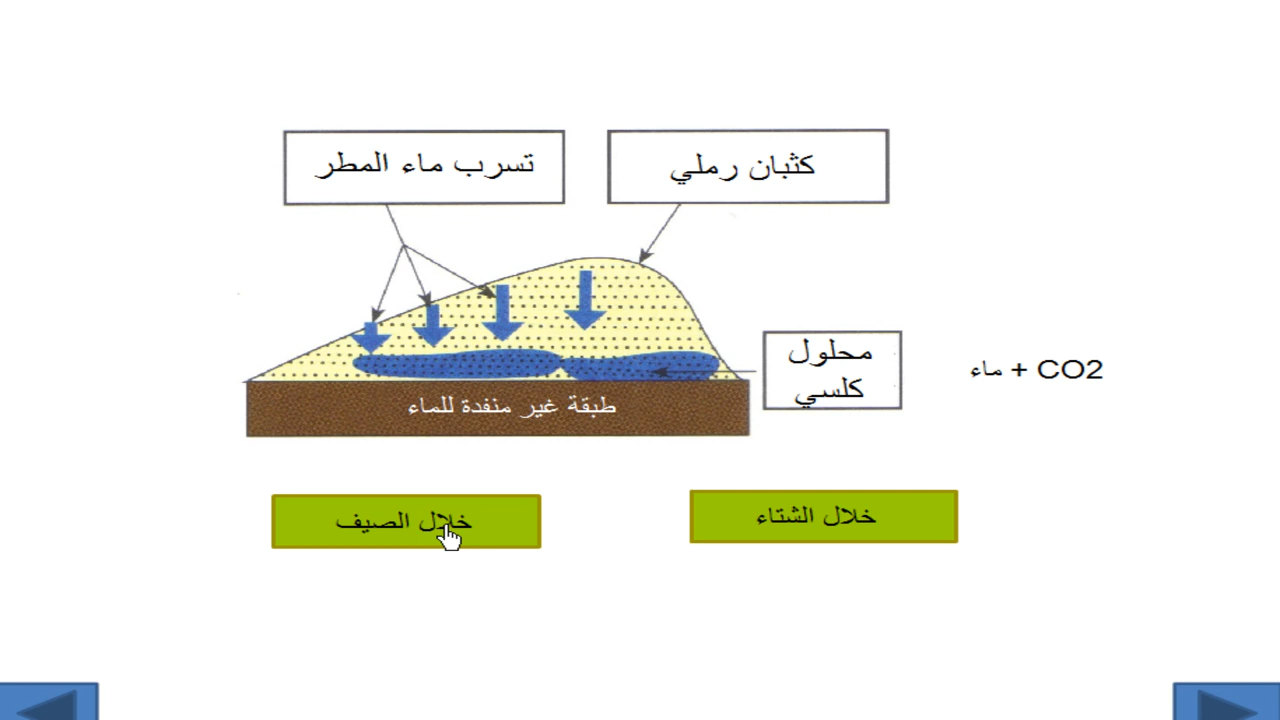 كثبان رملي
تسرب ماء المطر
محلول
كلسي
ماء + CO2
طبقة غير منفدة للماء
خلال الشتاء
خلال الصيف